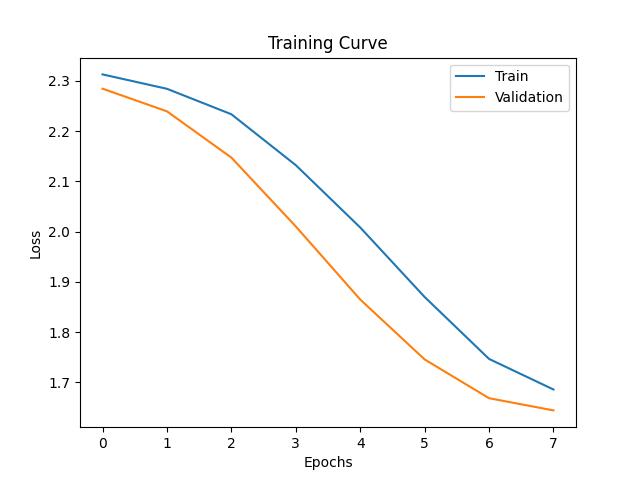 Training Curve
Train
Validation
2.3
2.2
2.1
2.0
1.9
1.8
1.7
Loss
0 1 2 3 4 5 6 7
Epochs